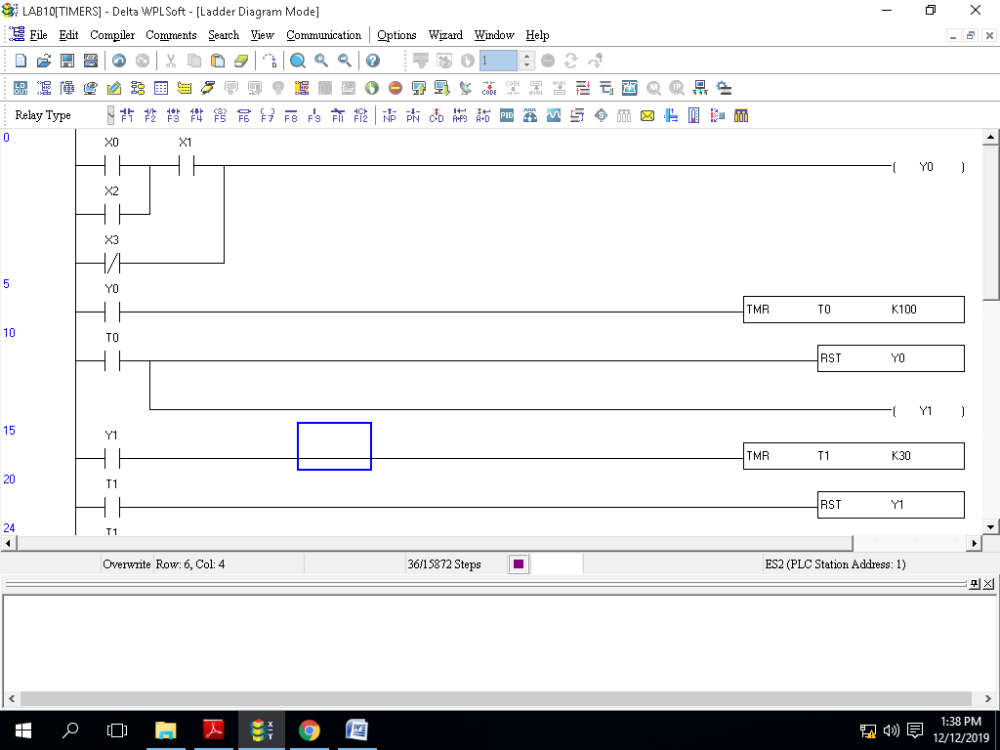 LAB10[TIMERS] - Delta WPLSoft - [Ladder Diagram Mode]
File Edit Compiler Comments Search View Communication Options Wizard Window Help
1
Relay Type F1 F2 F3 F4 F5 F6 F7 F8 F9 F11 F12 NP PN
0
X0 X1
( Y0 )
X2
X3
5
Y0
TMR T0 K100
10
T0
RST Y0
( Y1 )
15
Y1
TMR T1 K30
20
T1
RST Y1
24
T1
Overwrite Row: 6, Col: 4 36/15872 Steps ES2 (PLC Station Address: 1)
1:38 PM
12/12/2019